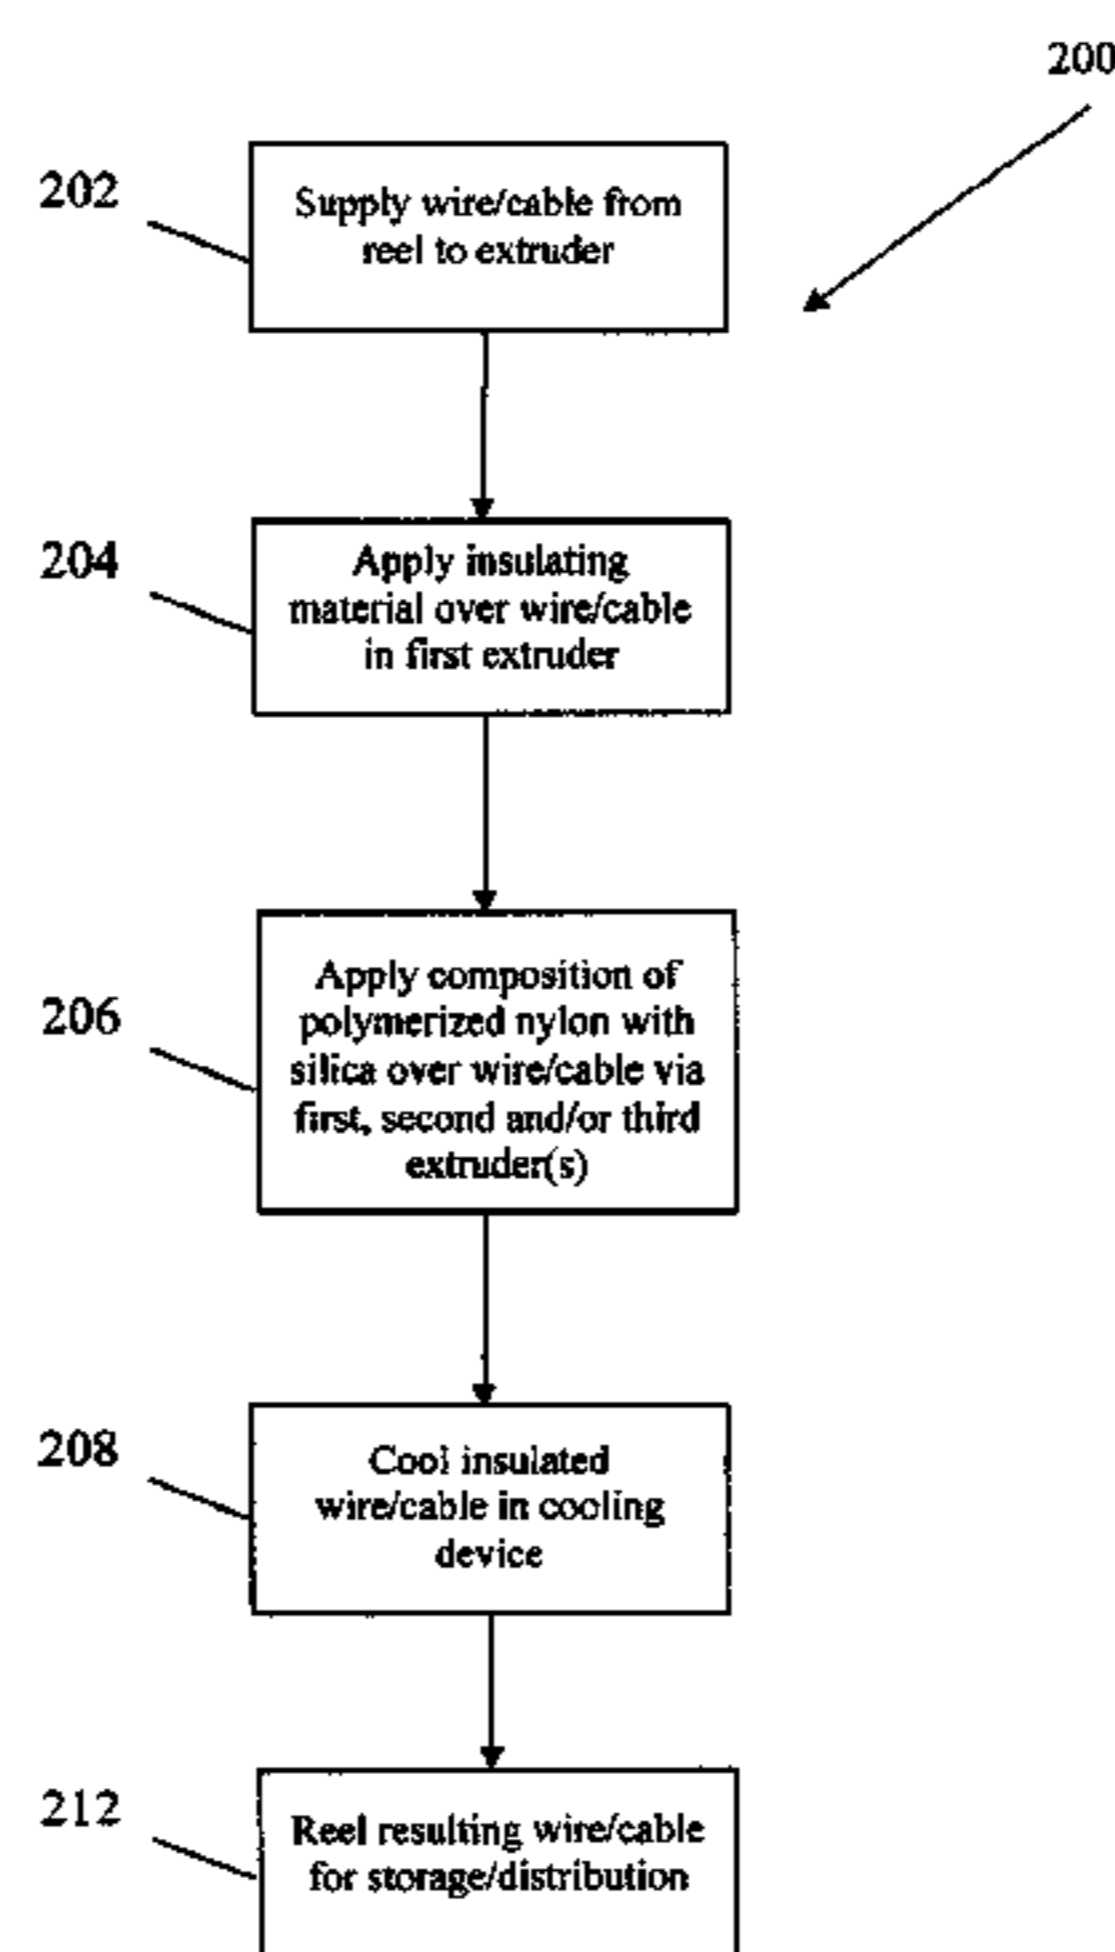 200
202
Supply wire/cable from
reel to extruder
204
Apply insulating
material over wire/cable
in first extruder
206
Apply composition of
polymerized nylon with
silica over wire/cable via
first, second and/or third
extruder(s)
208
Cool insulated
wire/cable in cooling
device
212
Reel resulting wire/cable
for storage/distribution